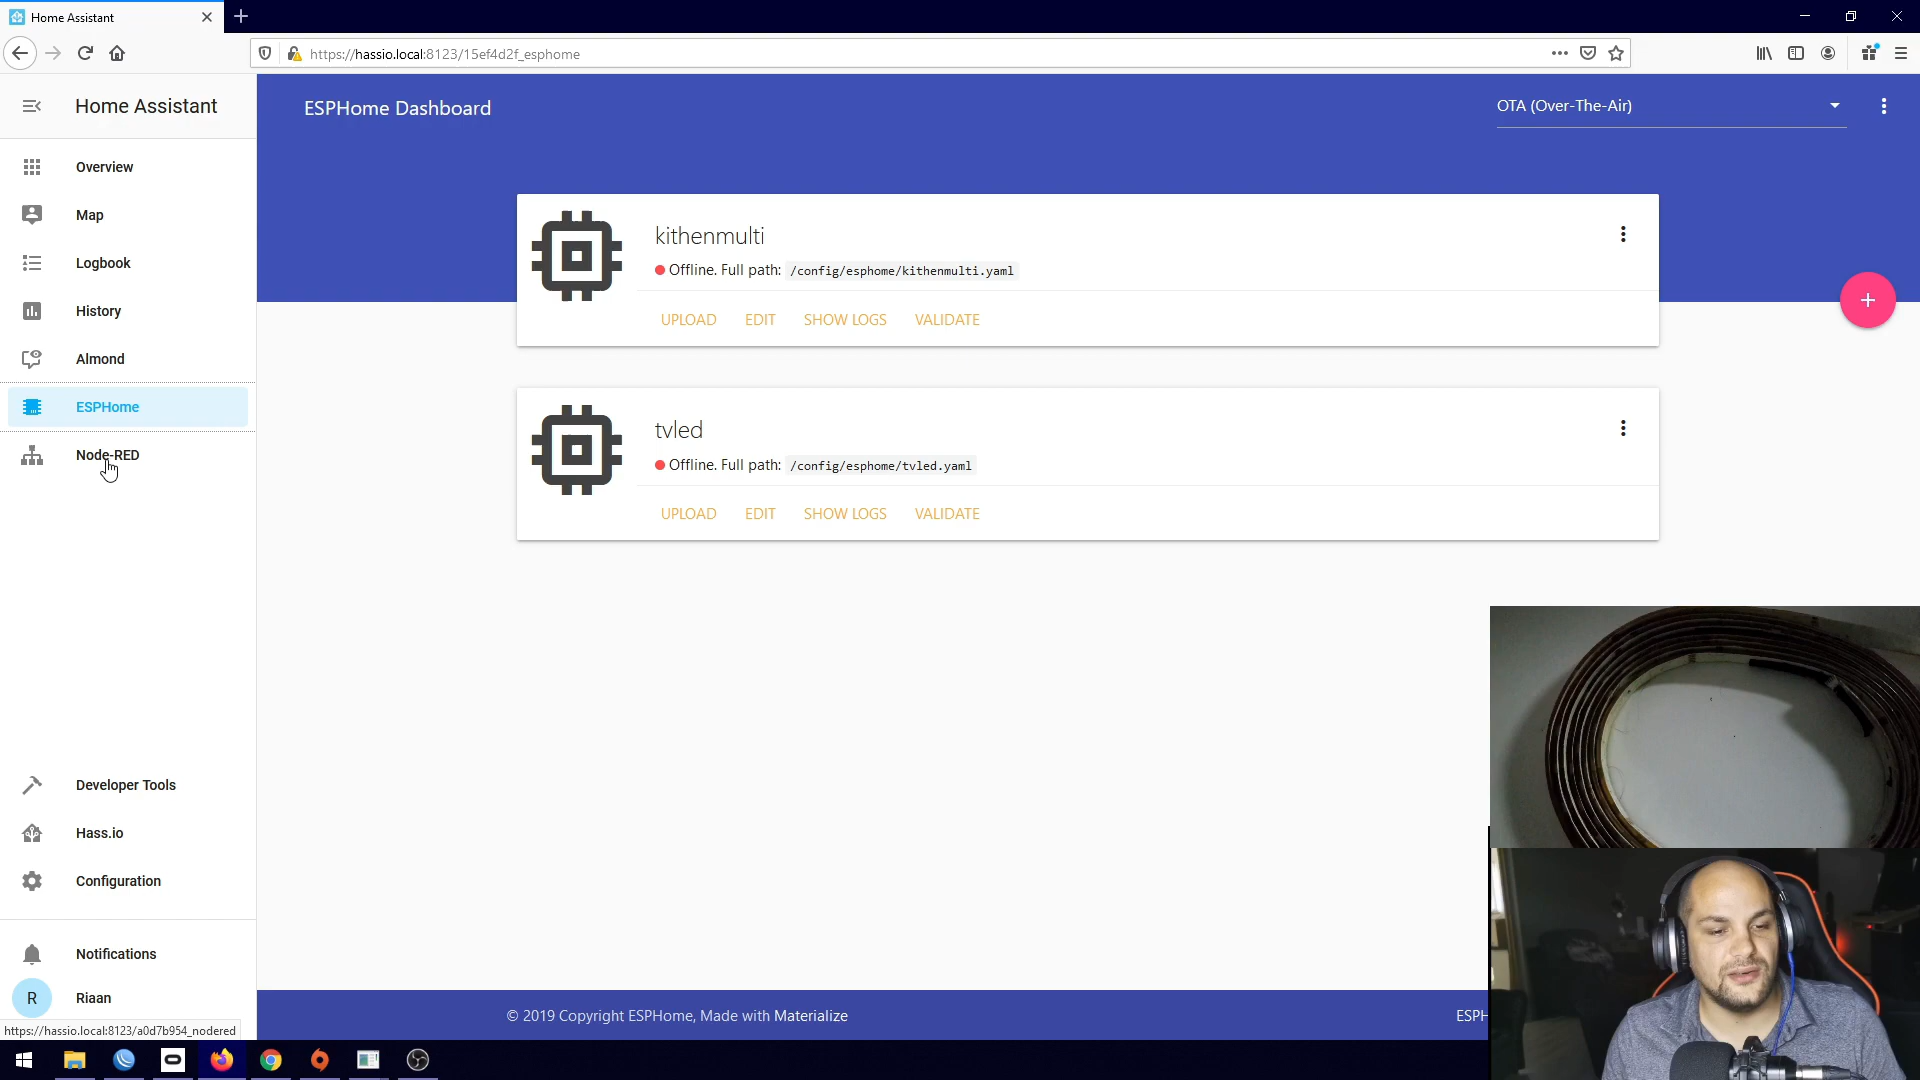 Home Assistant
https://hassio.local:8123/15ef4d2f_esphome
Home Assistant
Overview
Map
Logbook
History
Almond
ESPHome
Node-RED
Developer Tools
Hass.io
Configuration
Notifications
R
Riaan
https://hassio.local:8123/a0d7b954_nodered
ESPHome Dashboard
OTA (Over-The-Air)
kithenmulti
Offline. Full path: /config/esphome/kithenmulti.yaml
UPLOAD EDIT SHOW LOGS VALIDATE
tvled
Offline. Full path: /config/esphome/tvled.yaml
UPLOAD EDIT SHOW LOGS VALIDATE
© 2019 Copyright ESPHome, Made with Materialize
ESPH